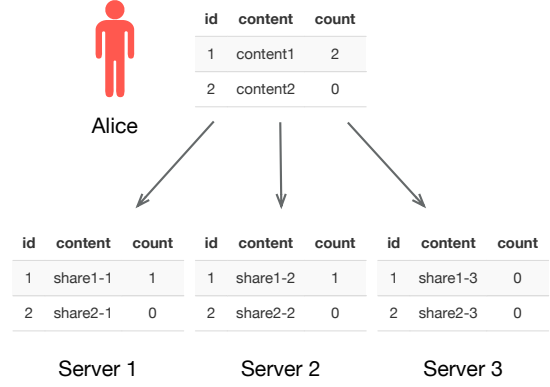 id content count
1 content1 2
2 content2 0
Alice
id content count
1 share1-1 1
2 share2-1 0
Server 1
id content count
1 share1-2 1
2 share2-2 0
Server 2
id content count
1 share1-3 0
2 share2-3 0
Server 3